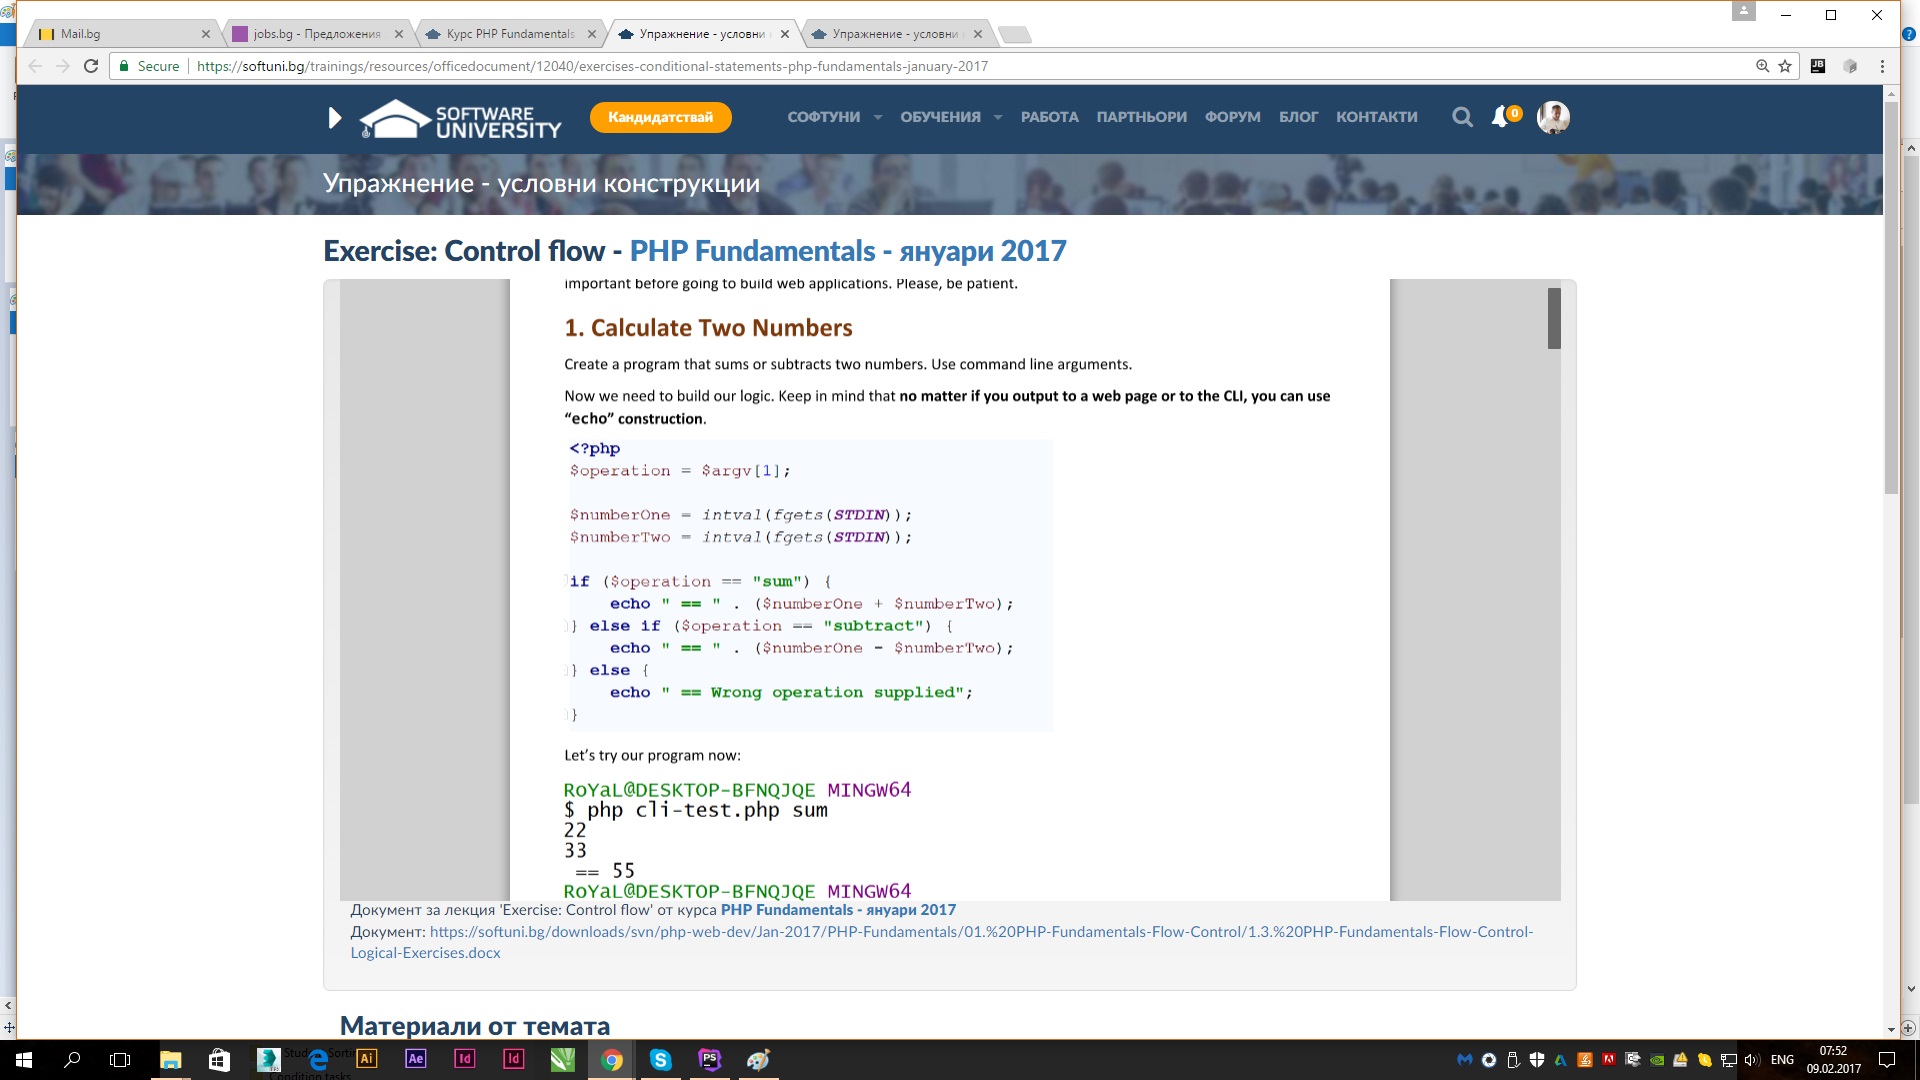 Mail.bg
jobs.bg - Предложения
Курс PHP Fundamentals
Упражнение - условни
Упражнение - условни
Secure
https://softuni.bg/trainings/resources/officedocument/12040/exercises-conditional-statements-php-fundamentals-january-2017
JB
SOFTWARE
UNIVERSITY
Кандидатствай
СОФТУНИ
ОБУЧЕНИЯ
РАБОТА
ПАРТНЬОРИ
ФОРУМ
БЛОГ
КОНТАКТИ
0
Упражнение - условни конструкции
Exercise: Control flow - PHP Fundamentals - януари 2017
important before going to build web applications. Please, be patient.
1. Calculate Two Numbers
Create a program that sums or subtracts two numbers. Use command line arguments.
Now we need to build our logic. Keep in mind that no matter if you output to a web page or to the CLI, you can use
“echo” construction.
<?php
$operation = $argv[1];
$numberOne = intval(fgets(STDIN));
$numberTwo = intval(fgets(STDIN));
if ($operation == "sum") {
echo " == " . ($numberOne + $numberTwo);
} else if ($operation == "subtract") {
echo " == " . ($numberOne - $numberTwo);
} else {
echo " == Wrong operation supplied";
}
Let’s try our program now:
RoYaL@DESKTOP-BFNQJQE MINGW64
$ php cli-test.php sum
22
33
== 55
RoYaL@DESKTOP-BFNQJQE MINGW64
Документ за лекция 'Exercise: Control flow' от курса PHP Fundamentals - януари 2017
Документ: https://softuni.bg/downloads/svn/php-web-dev/Jan-2017/PHP-Fundamentals/01.%20PHP-Fundamentals-Flow-Control/1.3.%20PHP-Fundamentals-Flow-Control-
Logical-Exercises.docx
Материали от темата
Ai
Ae
Id
Id
PS
ENG
07:52
09.02.2017